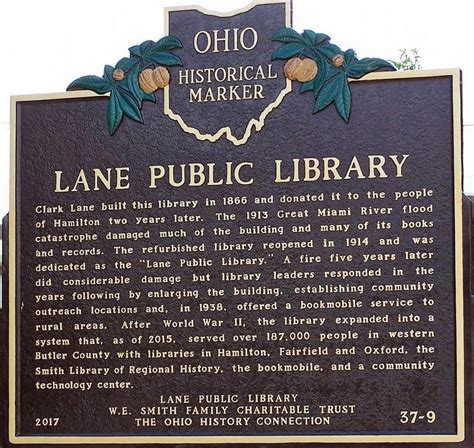 OHIO
HISTORICAL
MARKER
LANE PUBLIC LIBRARY
Clark Lane built this library in 1866 and donated it to the people
of Hamilton two years later. The 1913 Great Miami River flood
catastrophe damaged much of the building and many of its books
and records. The refurbished library reopened in 1914 and was
dedicated as the "Lane Public Library." A fire five years later
did considerable damage but library leaders responded in the
years following by enlarging the building, establishing community
outreach locations and, in 1938, offered a bookmobile service to
rural areas. After World War II, the library expanded into a
system that, as of 2015, served over 187,000 people in western
Butler County with libraries in Hamilton, Fairfield and Oxford, the
Smith Library of Regional History, the bookmobile, and a community
technology center.
LANE PUBLIC LIBRARY
W.E. SMITH FAMILY CHARITABLE TRUST
2017 THE OHIO HISTORY CONNECTION 37-9